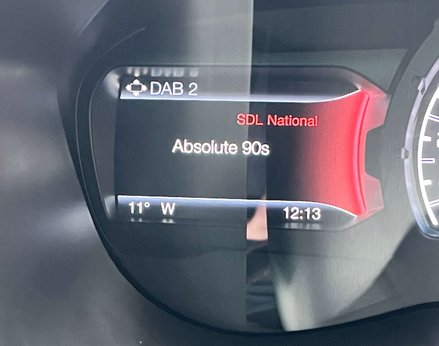 DAB 2
SDL National
Absolute 90s
11° W 12:13